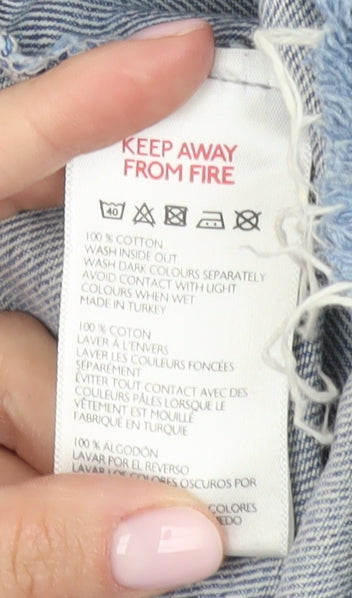 KEEP AWAY
FROM FIRE
40
100 % COTTON
WASH INSIDE OUT
WASH DARK COLOURS SEPARATELY
AVOID CONTACT WITH LIGHT
COLOURS WHEN WET
MADE IN TURKEY
100 % COTON
LAVER À L'ENVERS
LAVER LES COULEURS FONCÉES
SÉPARÉMENT
ÉVITER TOUT CONTACT AVEC DES
COULEURS PÂLES LORSQUE LE
VÊTEMENT EST MOUILLÉ
FABRIQUÉ EN TURQUIE
100 % ALGODÓN
LAVAR POR EL REVERSO
LAVAR LOS COLORES OSCUROS POR
COLORES